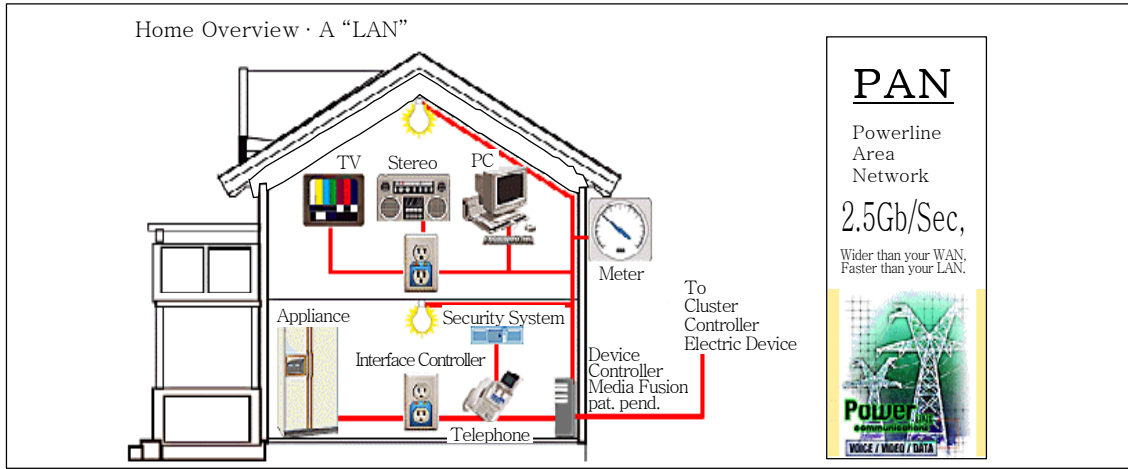 Home Overview · A “LAN”
TV
Stereo
PC
Meter
Appliance
Security System
Interface Controller
Telephone
Device
Controller
Media Fusion
pat. pend.
To
Cluster
Controller
Electric Device
PAN
Powerline
Area
Network
2.5Gb/Sec,
Wider than your WAN,
Faster than your LAN.
Power
LINE
communications
VOICE / VIDEO / DATA